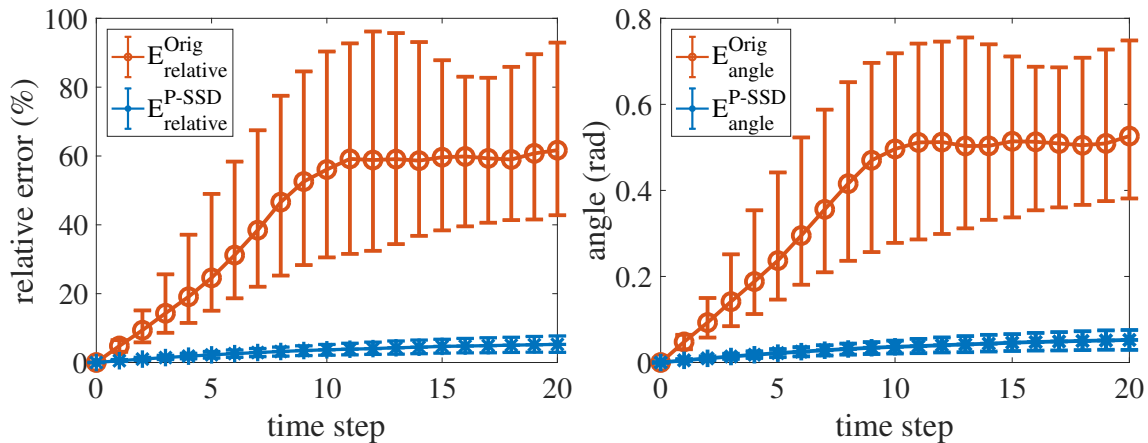 100
80
60
40
20
0
relative error (%)
E^Orig_relative
E^P-SSD_relative
0 5 10 15 20
time step
0.8
0.6
0.4
0.2
0
angle (rad)
E^Orig_angle
E^P-SSD_angle
0 5 10 15 20
time step